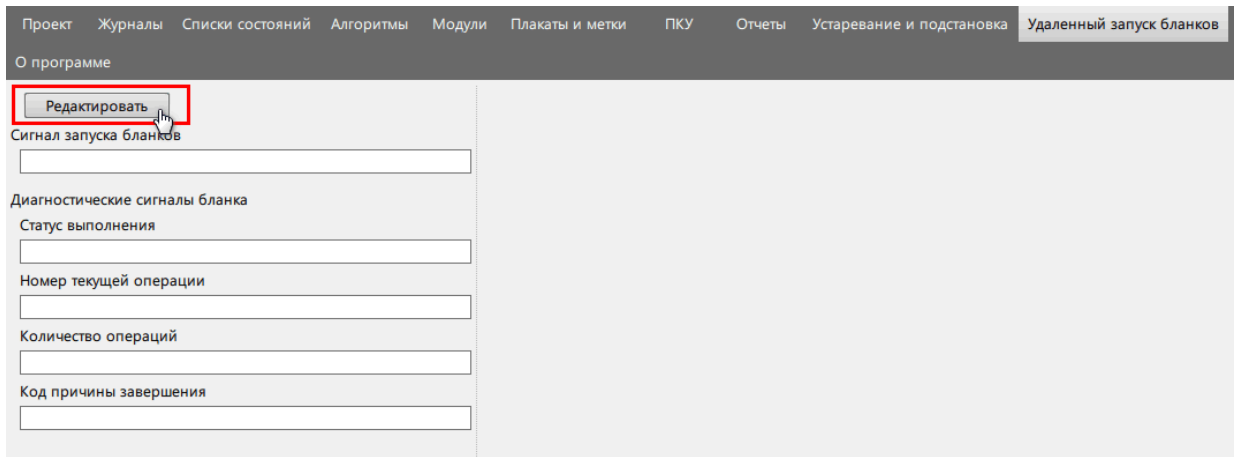 Проект Журналы Списки состояний Алгоритмы Модули Плакаты и метки ПКУ Отчеты Устаревание и подстановка Удаленный запуск бланков
О программе
Редактировать
Сигнал запуска бланков
Диагностические сигналы бланка
Статус выполнения
Номер текущей операции
Количество операций
Код причины завершения